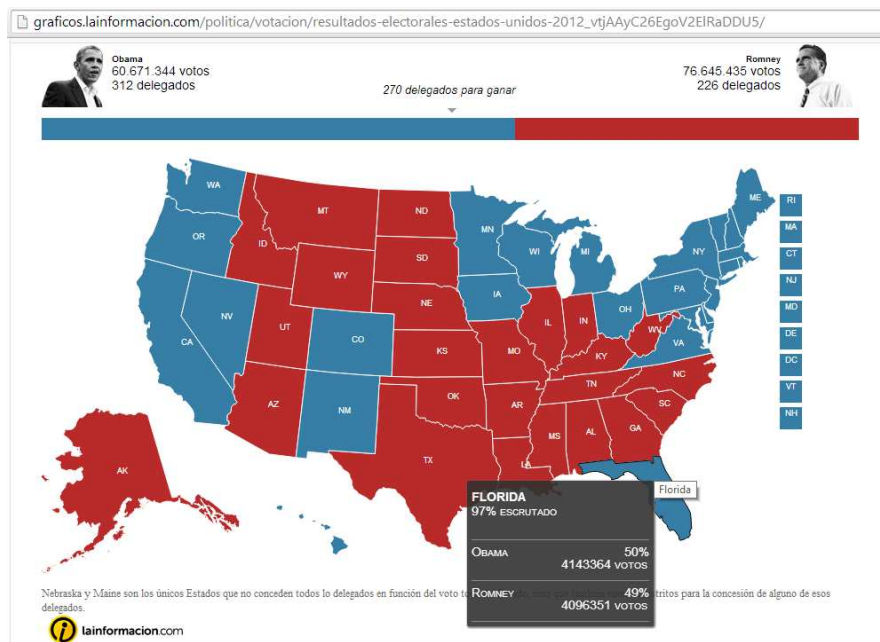 graficos.lainformacion.com/politica/votacion/resultados-electorales-estados-unidos-2012_vtjAAyC26EgoV2ElRaDDU5/
Obama
60.671.344 votos
312 delegados
270 delegados para ganar
Romney
76.645.435 votos
226 delegados
WA
MT
ND
MN
ME
RI
OR
ID
SD
WI
MI
NY
MA
WY
CT
IA
PA
NJ
NE
NV
OH
MD
UT
IL
IN
WV
CO
VA
DE
CA
KS
MO
KY
DC
NC
TN
VT
AZ
NM
OK
AR
SC
NH
MS
AL
GA
TX
LA
AK
FLORIDA
97% ESCRUTADO
Florida
OBAMA 50%
4143364 VOTOS
ROMNEY 49%
4096351 VOTOS
Nebraska y Maine son los únicos Estados que no conceden todos lo delegados en función del voto para la concesión de alguno de esos
delegados.
i lainformacion.com